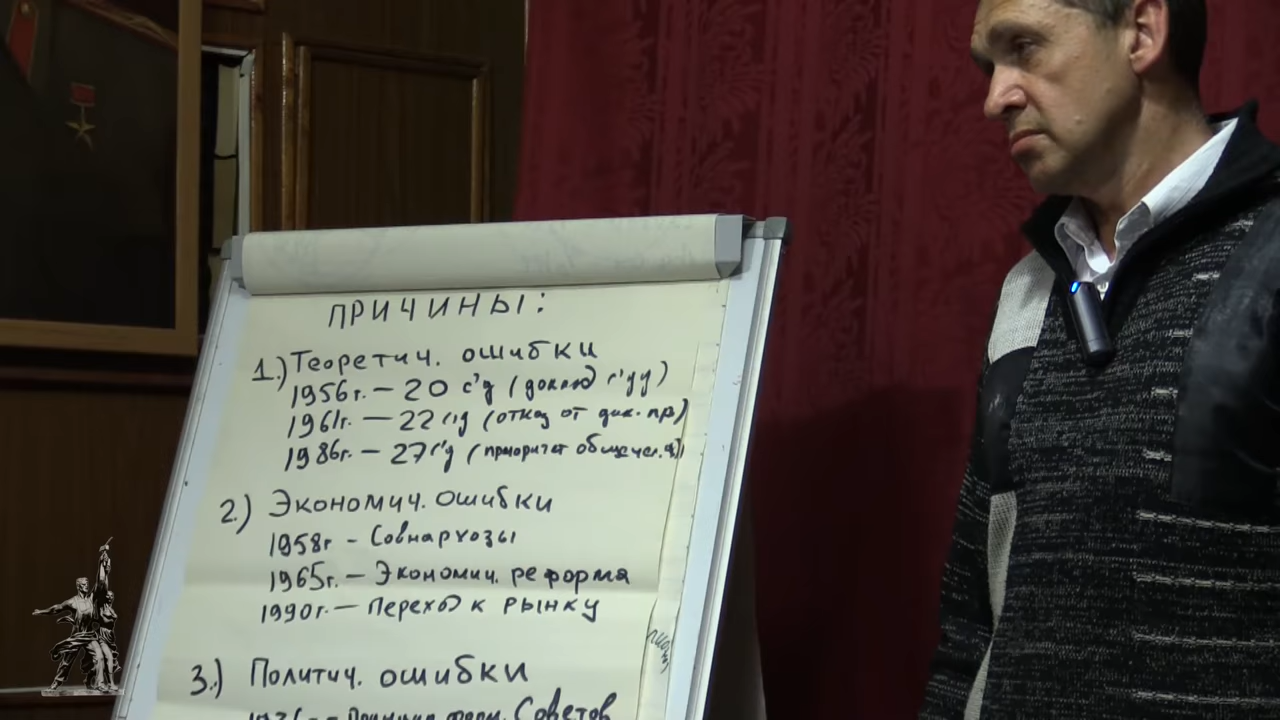 ПРИЧИНЫ:
1.) Теоретич. ошибки
1956г. – 20 с'д (доклад
1961г. – 22 с'д (отказ от дик. пр)
1986г. – 27 с'д (приоритет общечел. ц)
2.) Экономич. ошибки
1958г - Совнархозы
1965г. – Экономич. реформа
1990г. – Переход к рынку
3.) Политич. ошибки
Советов